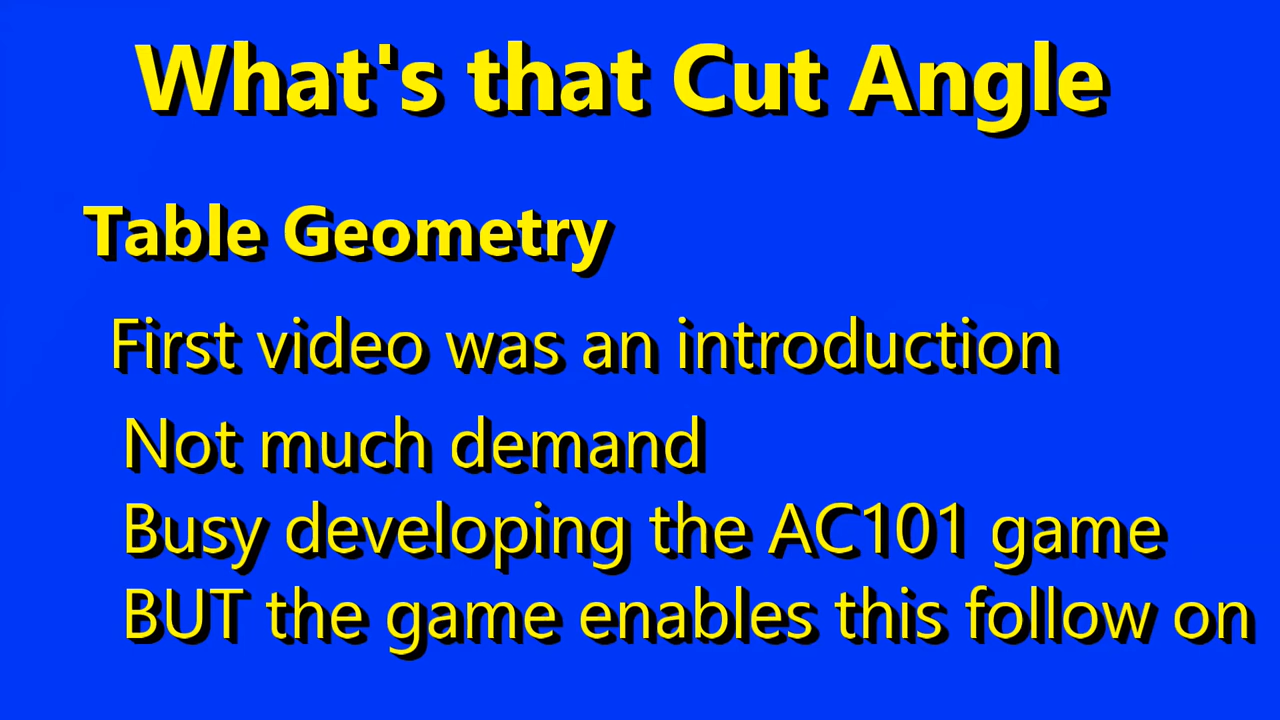 What's that Cut Angle
Table Geometry
First video was an introduction
Not much demand
Busy developing the AC101 game
BUT the game enables this follow on